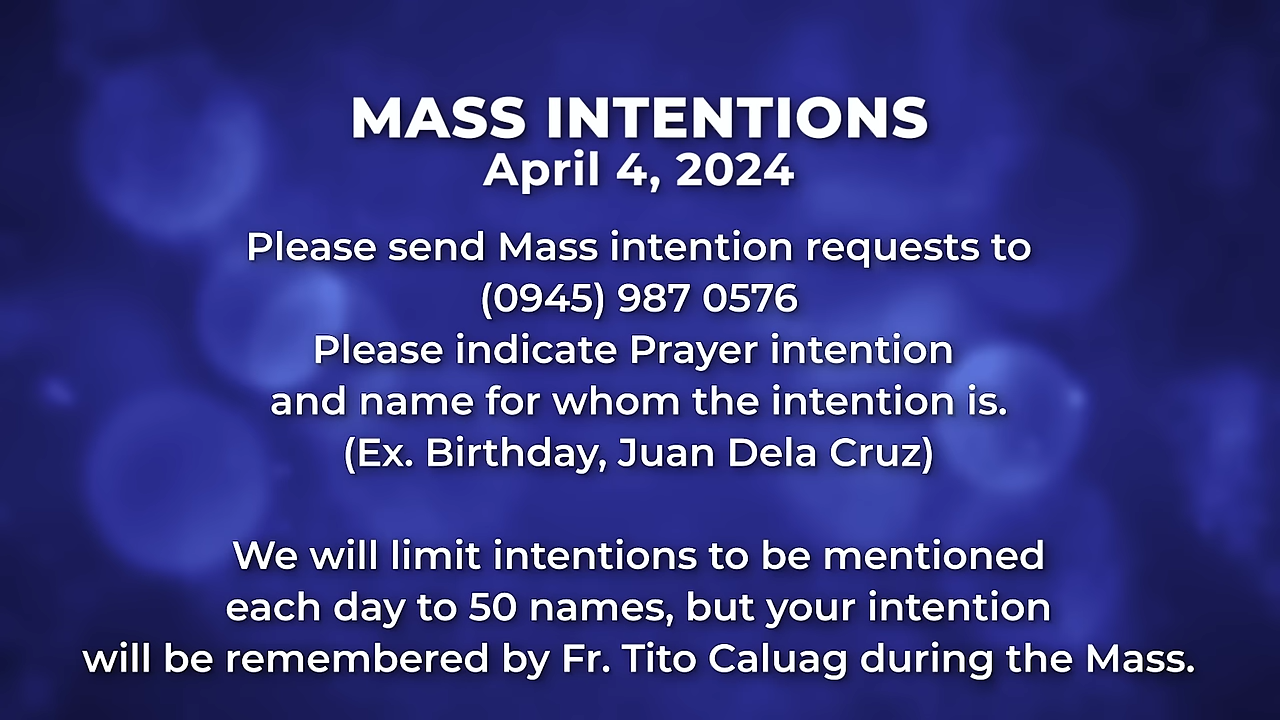 MASS INTENTIONS
April 4, 2024
Please send Mass intention requests to
(0945) 987 0576
Please indicate Prayer intention
and name for whom the intention is.
(Ex. Birthday, Juan Dela Cruz)
We will limit intentions to be mentioned
each day to 50 names, but your intention
will be remembered by Fr. Tito Caluag during the Mass.